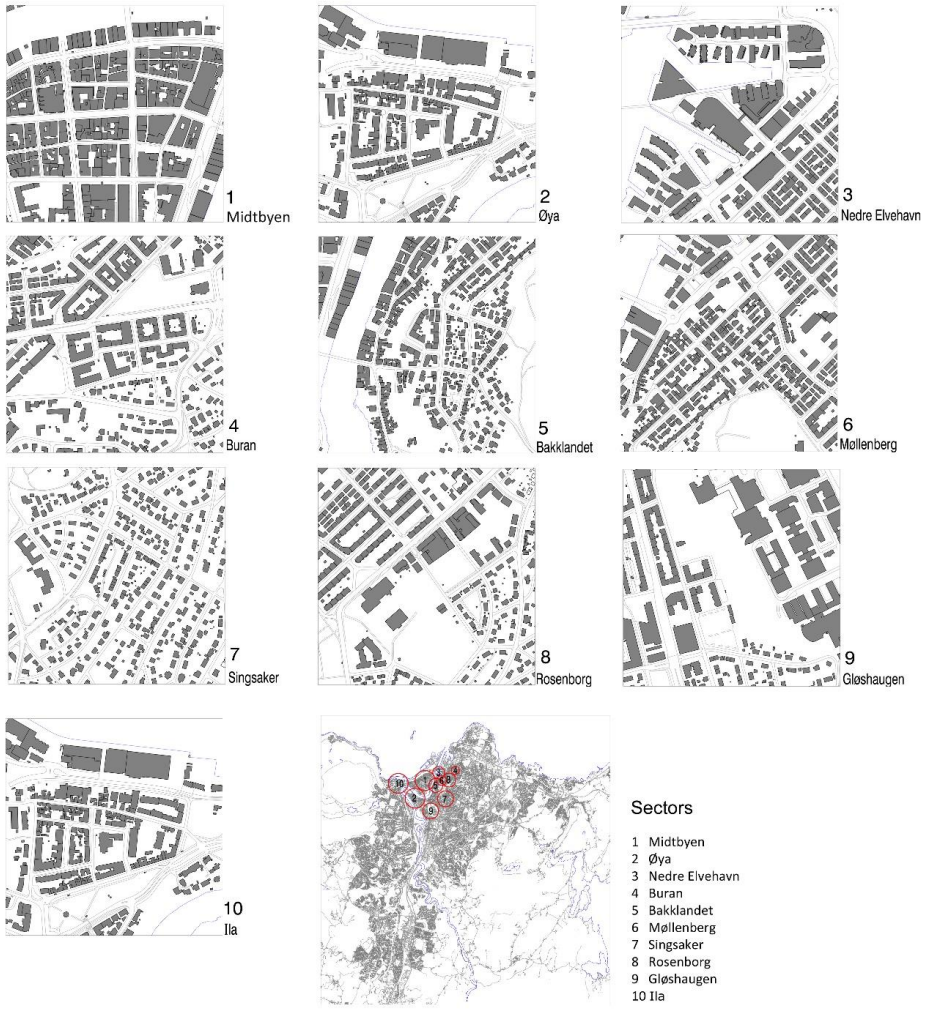 1
Midtbyen
2
Øya
3
Nedre Elvehavn
4
Buran
5
Bakklandet
6
Møllenberg
7
Singsaker
8
Rosenborg
9
Gløshaugen
10
Ila
Sectors
1 Midtbyen
2 Øya
3 Nedre Elvehavn
4 Buran
5 Bakklandet
6 Møllenberg
7 Singsaker
8 Rosenborg
9 Gløshaugen
10 Ila